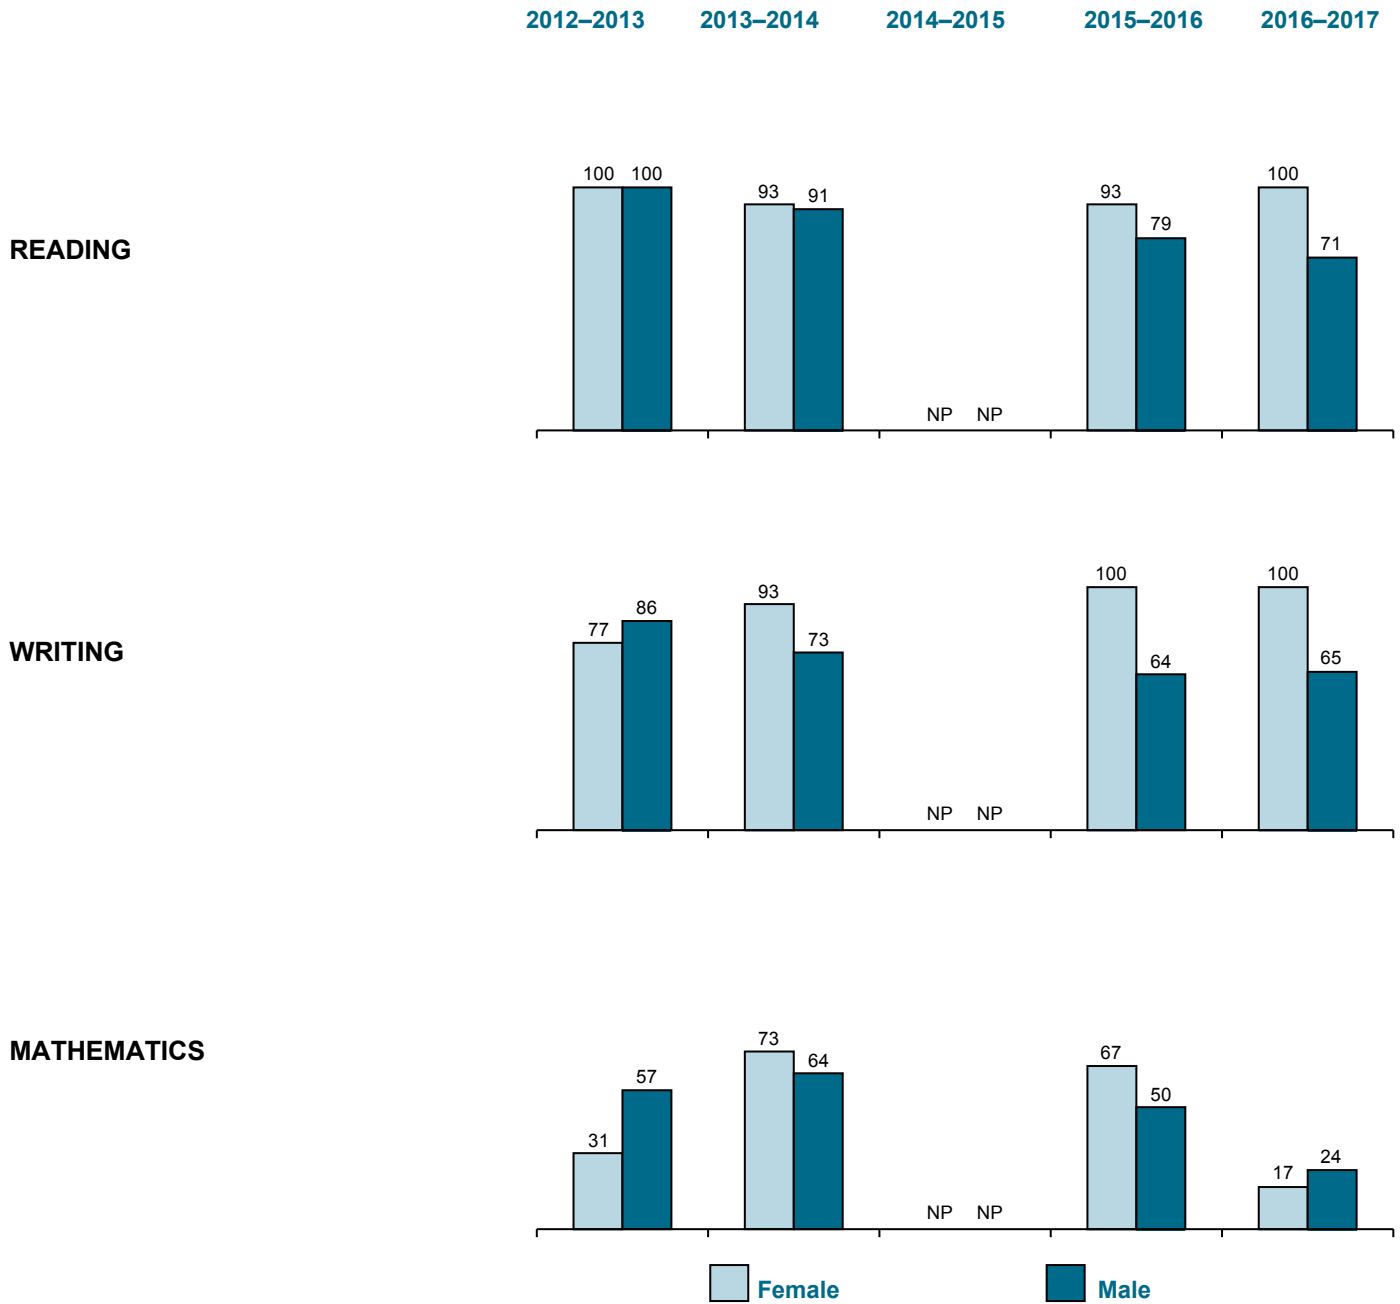 2012–2013 2013–2014 2014–2015 2015–2016 2016–2017
READING
100 100 93 91 NP NP 93 79 100 71
WRITING
77 86 93 73 NP NP 100 64 100 65
MATHEMATICS
31 57 73 64 NP NP 67 50 17 24
Female Male